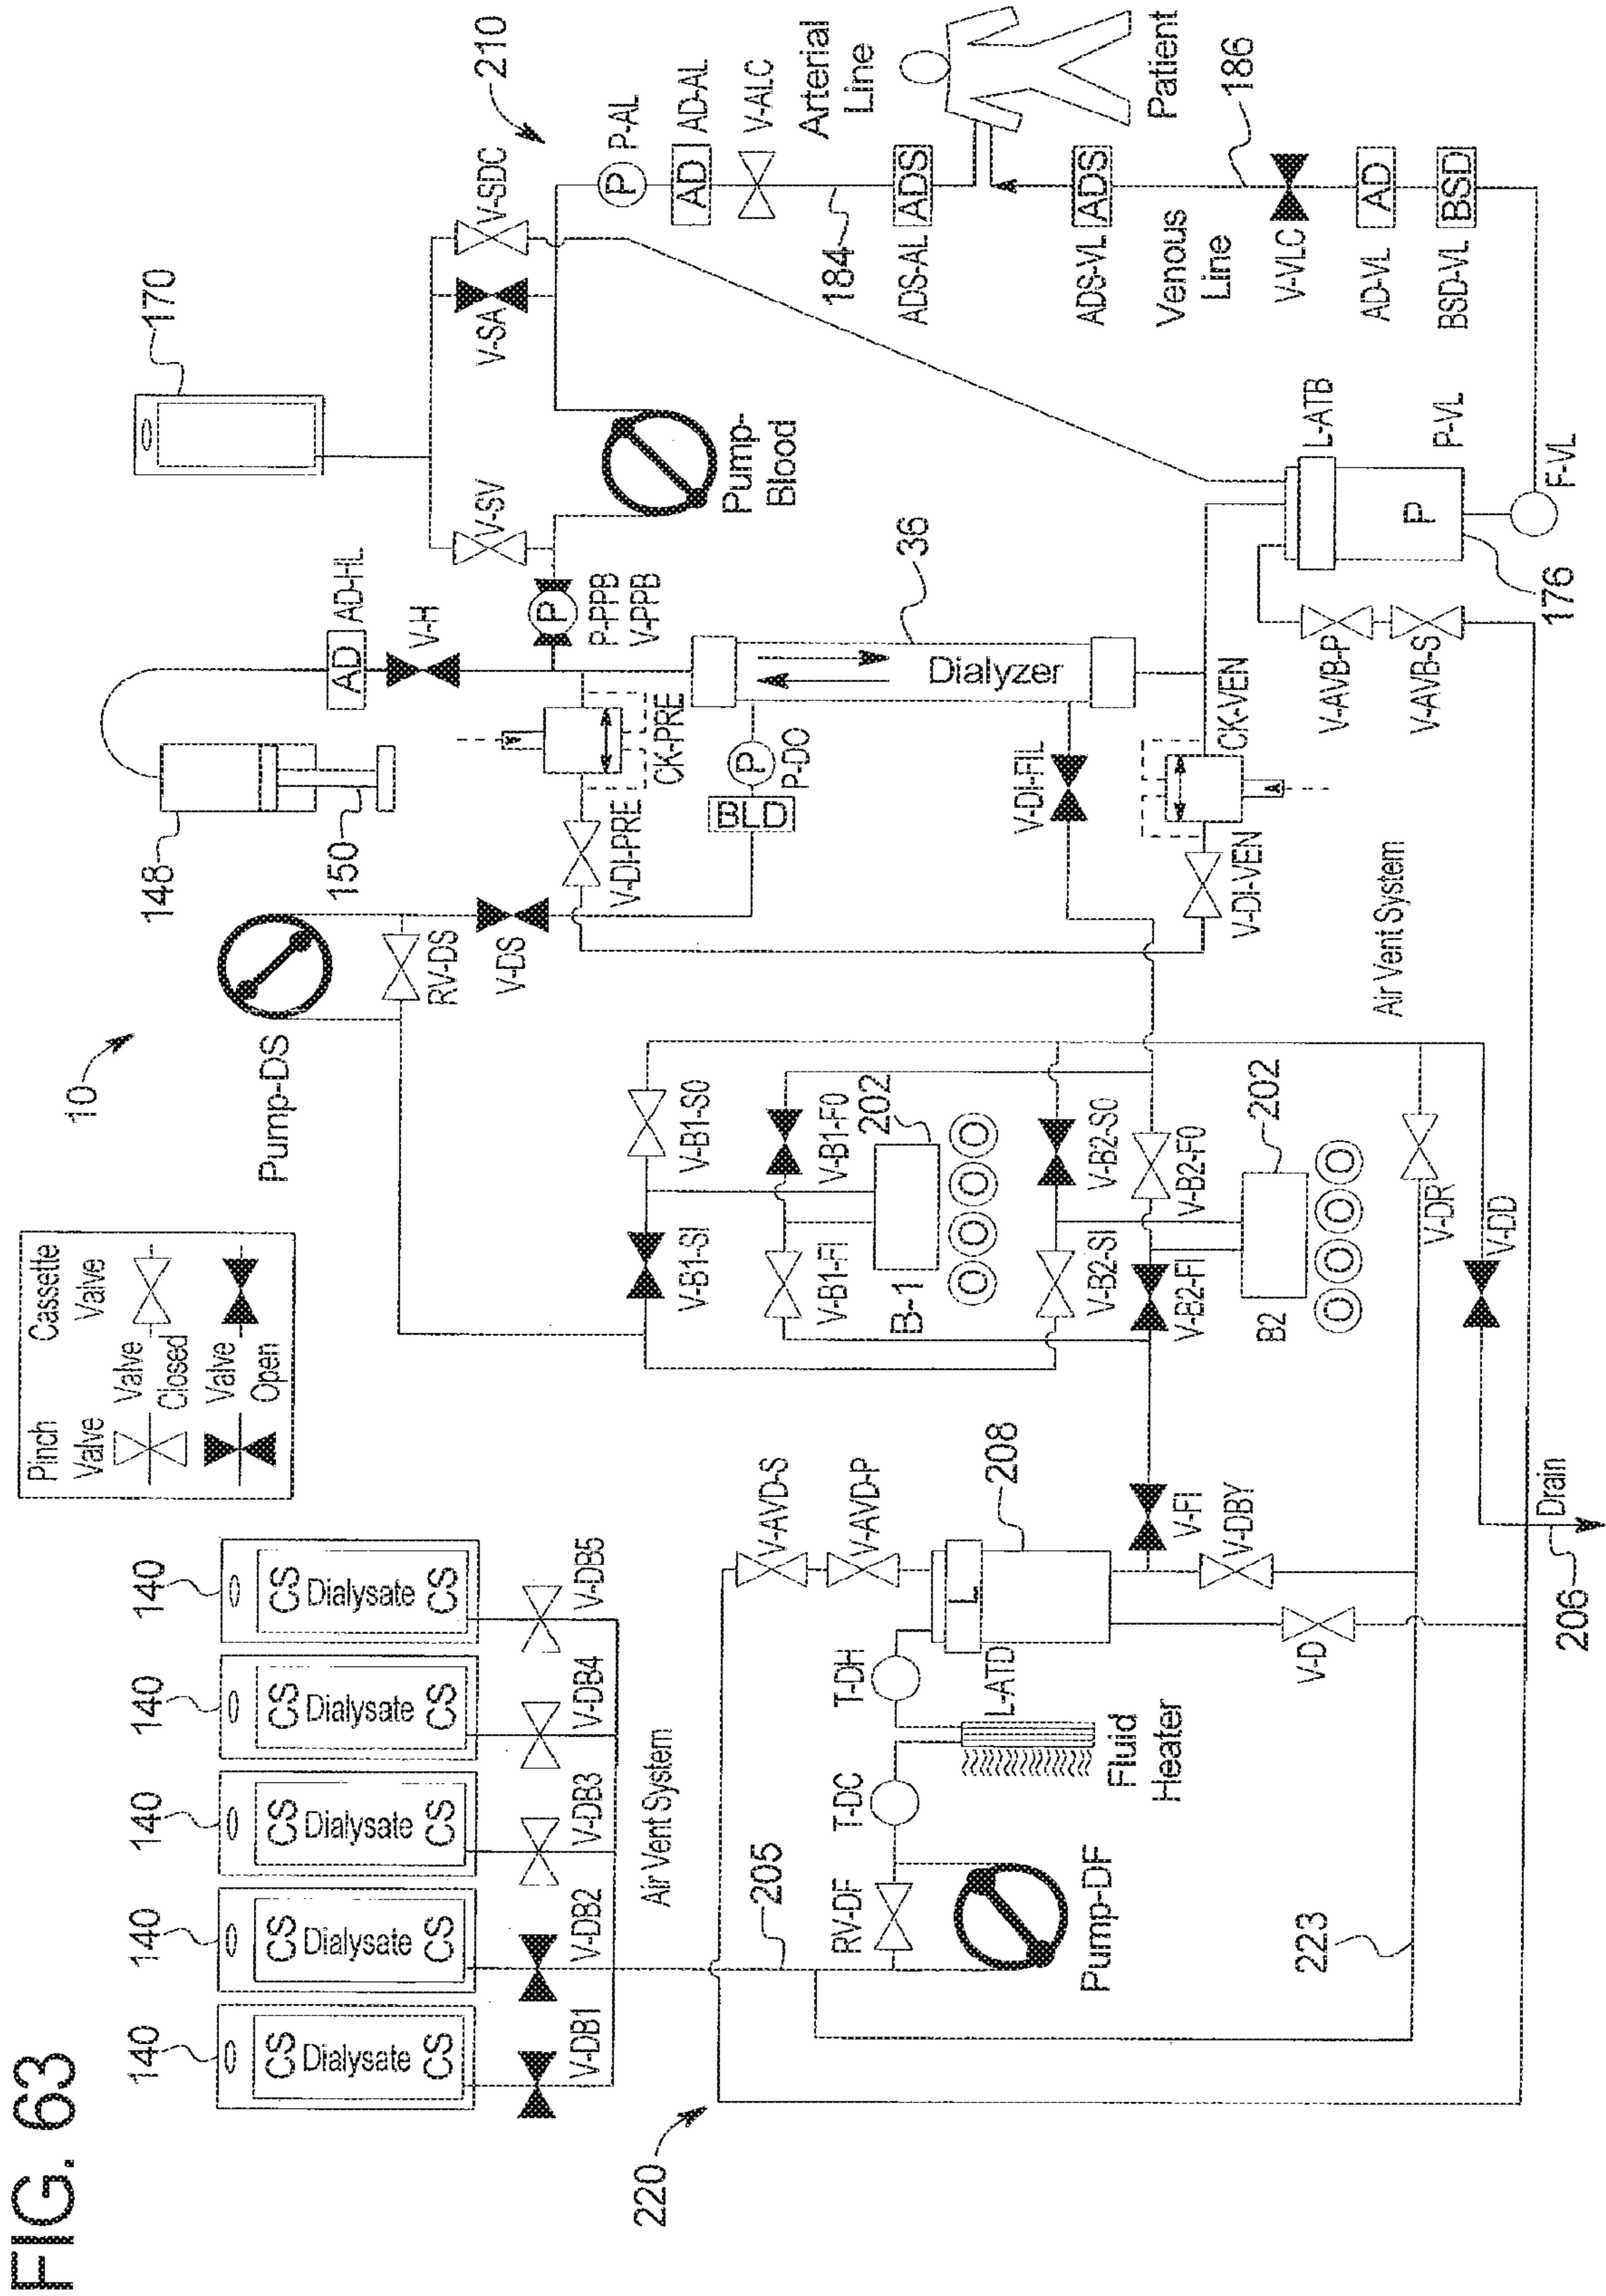 FIG. 63
Pinch Valve
Cassette Valve
Valve Closed
Valve Open
10
220
210
140
140
140
140
140
CS Dialysate CS
CS Dialysate CS
CS Dialysate CS
CS Dialysate CS
CS Dialysate CS
V-DB1
V-DB2
V-DB3
V-DB4
V-DB5
Air Vent System
205
RV-DF
Pump-DF
T-DC
T-DH
Fluid
Heater
L-ATD
L
208
V-AVD-S
V-AVD-P
V-FI
V-DBY
V-D
223
206
Drain
V-DD
V-DR
Pump-DS
RV-DS
V-DS
V-B1-SI
V-B1-S0
V-B1-FI
V-B1-F0
B-1
202
V-B2-SI
V-B2-S0
V-B2-FI
V-B2-F0
B2
202
Air Vent System
148
150
AD
AD-HL
V-H
CK-PRE
V-DI-PRE
BLD
P
P-DO
Dialyzer
36
V-DI-FIL
V-DI-VEN
CK-VEN
P
P-PPB
V-PPB
V-SV
170
V-SA
V-SDC
Pump-
Blood
P
P-AL
AD
AD-AL
V-ALC
Arterial
Line
184
ADS
ADS-AL
Patient
ADS
ADS-VL
Venous
Line
186
V-VLC
AD
AD-VL
BSD
BSD-VL
L-ATB
P
P-VL
F-VL
176
V-AVB-P
V-AVB-S